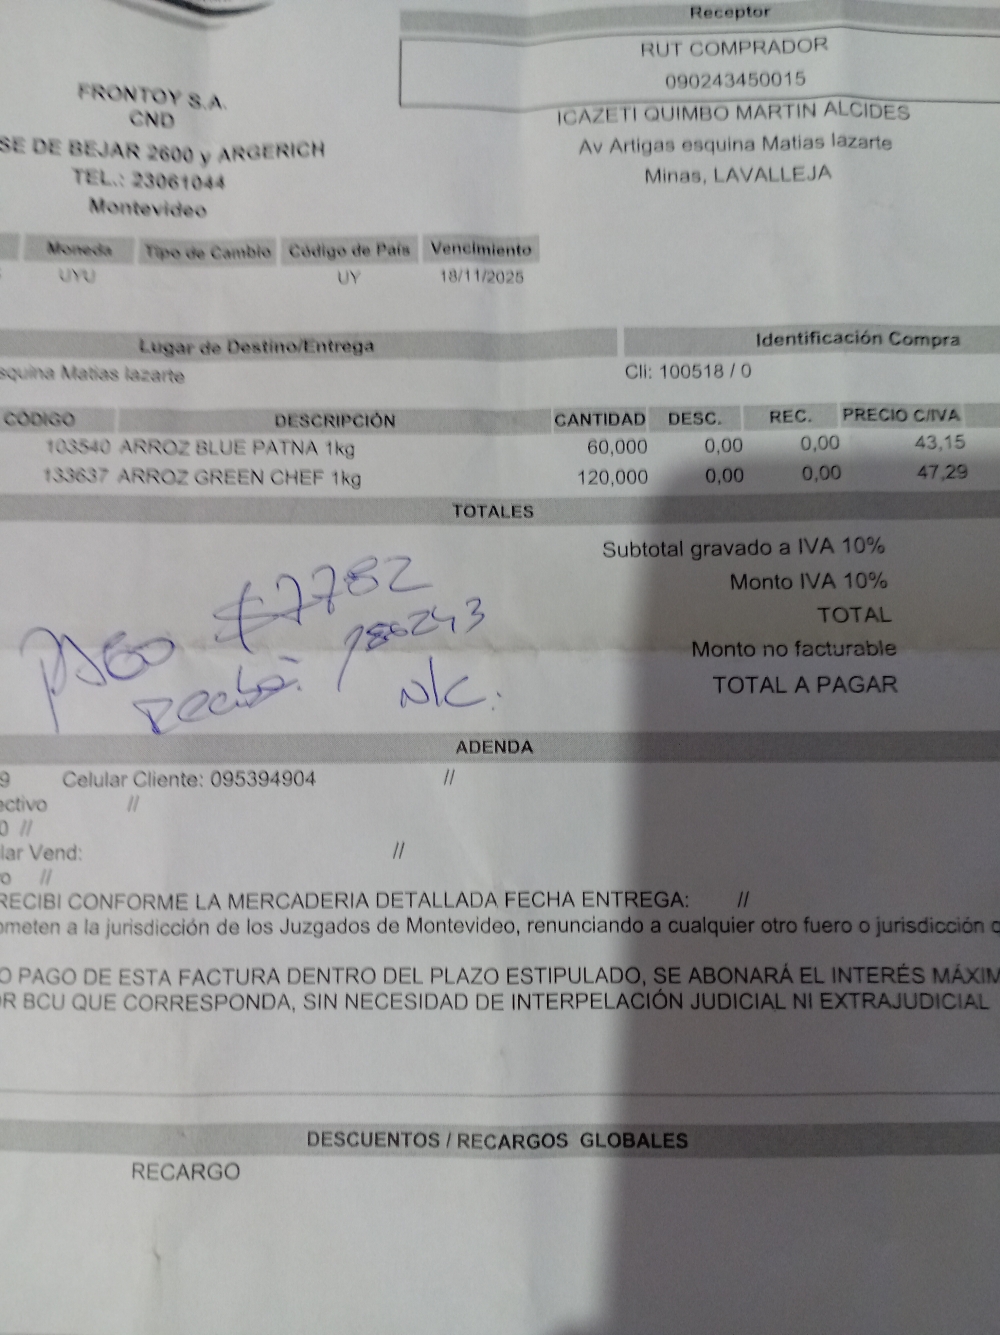 Receptor
RUT COMPRADOR
090243450015
ICAZETI QUIMBO MARTIN ALCIDES
Av Artigas esquina Matias lazarte
Minas, LAVALLEJA
FRONTOY S.A.
CND
SE DE BEJAR 2600 y ARGERICH
TEL.: 23061044
Montevideo
Moneda Tipo de Cambio Código de País Vencimiento
UYU UY 18/11/2025
Lugar de Destino/Entrega Identificación Compra
squina Matias lazarte Cli: 100518 / 0
CÓDIGO DESCRIPCIÓN CANTIDAD DESC. REC. PRECIO C/IVA
103540 ARROZ BLUE PATNA 1kg 60,000 0,00 0,00 43,15
133637 ARROZ GREEN CHEF 1kg 120,000 0,00 0,00 47,29
TOTALES
Subtotal gravado a IVA 10%
Monto IVA 10%
TOTAL
Monto no facturable
TOTAL A PAGAR
PAGO $7782
Recibo: 786243
N/C.
ADENDA
9 Celular Cliente: 095394904 //
ectivo //
0 //
lar Vend: //
o //
RECIBI CONFORME LA MERCADERIA DETALLADA FECHA ENTREGA: //
ometen a la jurisdicción de los Juzgados de Montevideo, renunciando a cualquier otro fuero o jurisdicción
O PAGO DE ESTA FACTURA DENTRO DEL PLAZO ESTIPULADO, SE ABONARÁ EL INTERÉS MÁXIM
OR BCU QUE CORRESPONDA, SIN NECESIDAD DE INTERPELACIÓN JUDICIAL NI EXTRAJUDICIAL
DESCUENTOS / RECARGOS GLOBALES
RECARGO